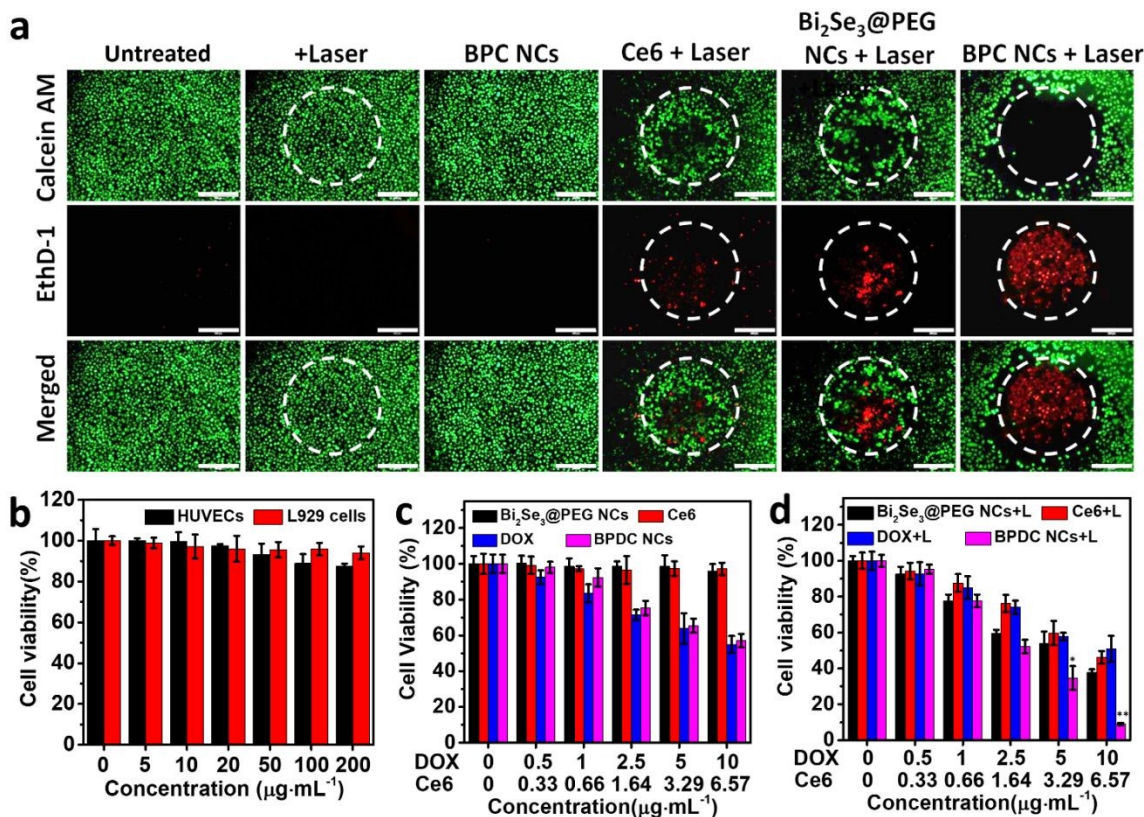 a
Untreated
+Laser
BPC NCs
Ce6 + Laser
Bi₂Se₃@PEG
NCs + Laser
BPC NCs + Laser
Calcein AM
EthD-1
Merged
b
Cell viability(%)
120
100
80
60
40
20
0
HUVECs
L929 cells
0 5 10 20 50 100 200
Concentration (μg·mL⁻¹)
c
Cell viability (%)
120
100
80
60
40
20
0
Bi₂Se₃@PEG NCs
Ce6
DOX
BPDC NCs
DOX 0 0.5 1 2.5 5 10
Ce6 0 0.33 0.66 1.64 3.29 6.57
Concentration(μg·mL⁻¹)
d
Cell viability (%)
140
120
100
80
60
40
20
0
Bi₂Se₃@PEG NCs+L
Ce6+L
DOX+L
BPDC NCs+L
*
**
DOX 0 0.5 1 2.5 5 10
Ce6 0 0.33 0.66 1.64 3.29 6.57
Concentration(μg·mL⁻¹)